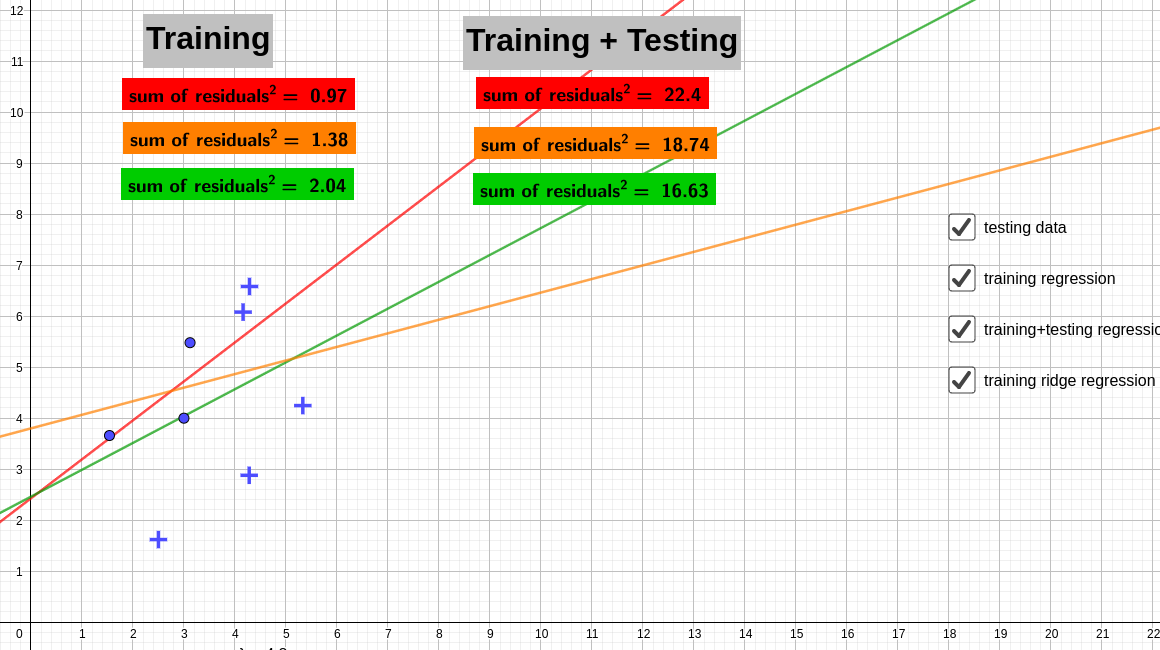 12
Training
Training + Testing
11
sum of residuals² = 0.97
sum of residuals² = 22.4
10
sum of residuals² = 1.38
sum of residuals² = 18.74
9
sum of residuals² = 2.04
sum of residuals² = 16.63
8
testing data
7
training regression
6
training+testing regressio
5
training ridge regression
4
3
2
1
0 1 2 3 4 5 6 7 8 9 10 11 12 13 14 15 16 17 18 19 20 21 22